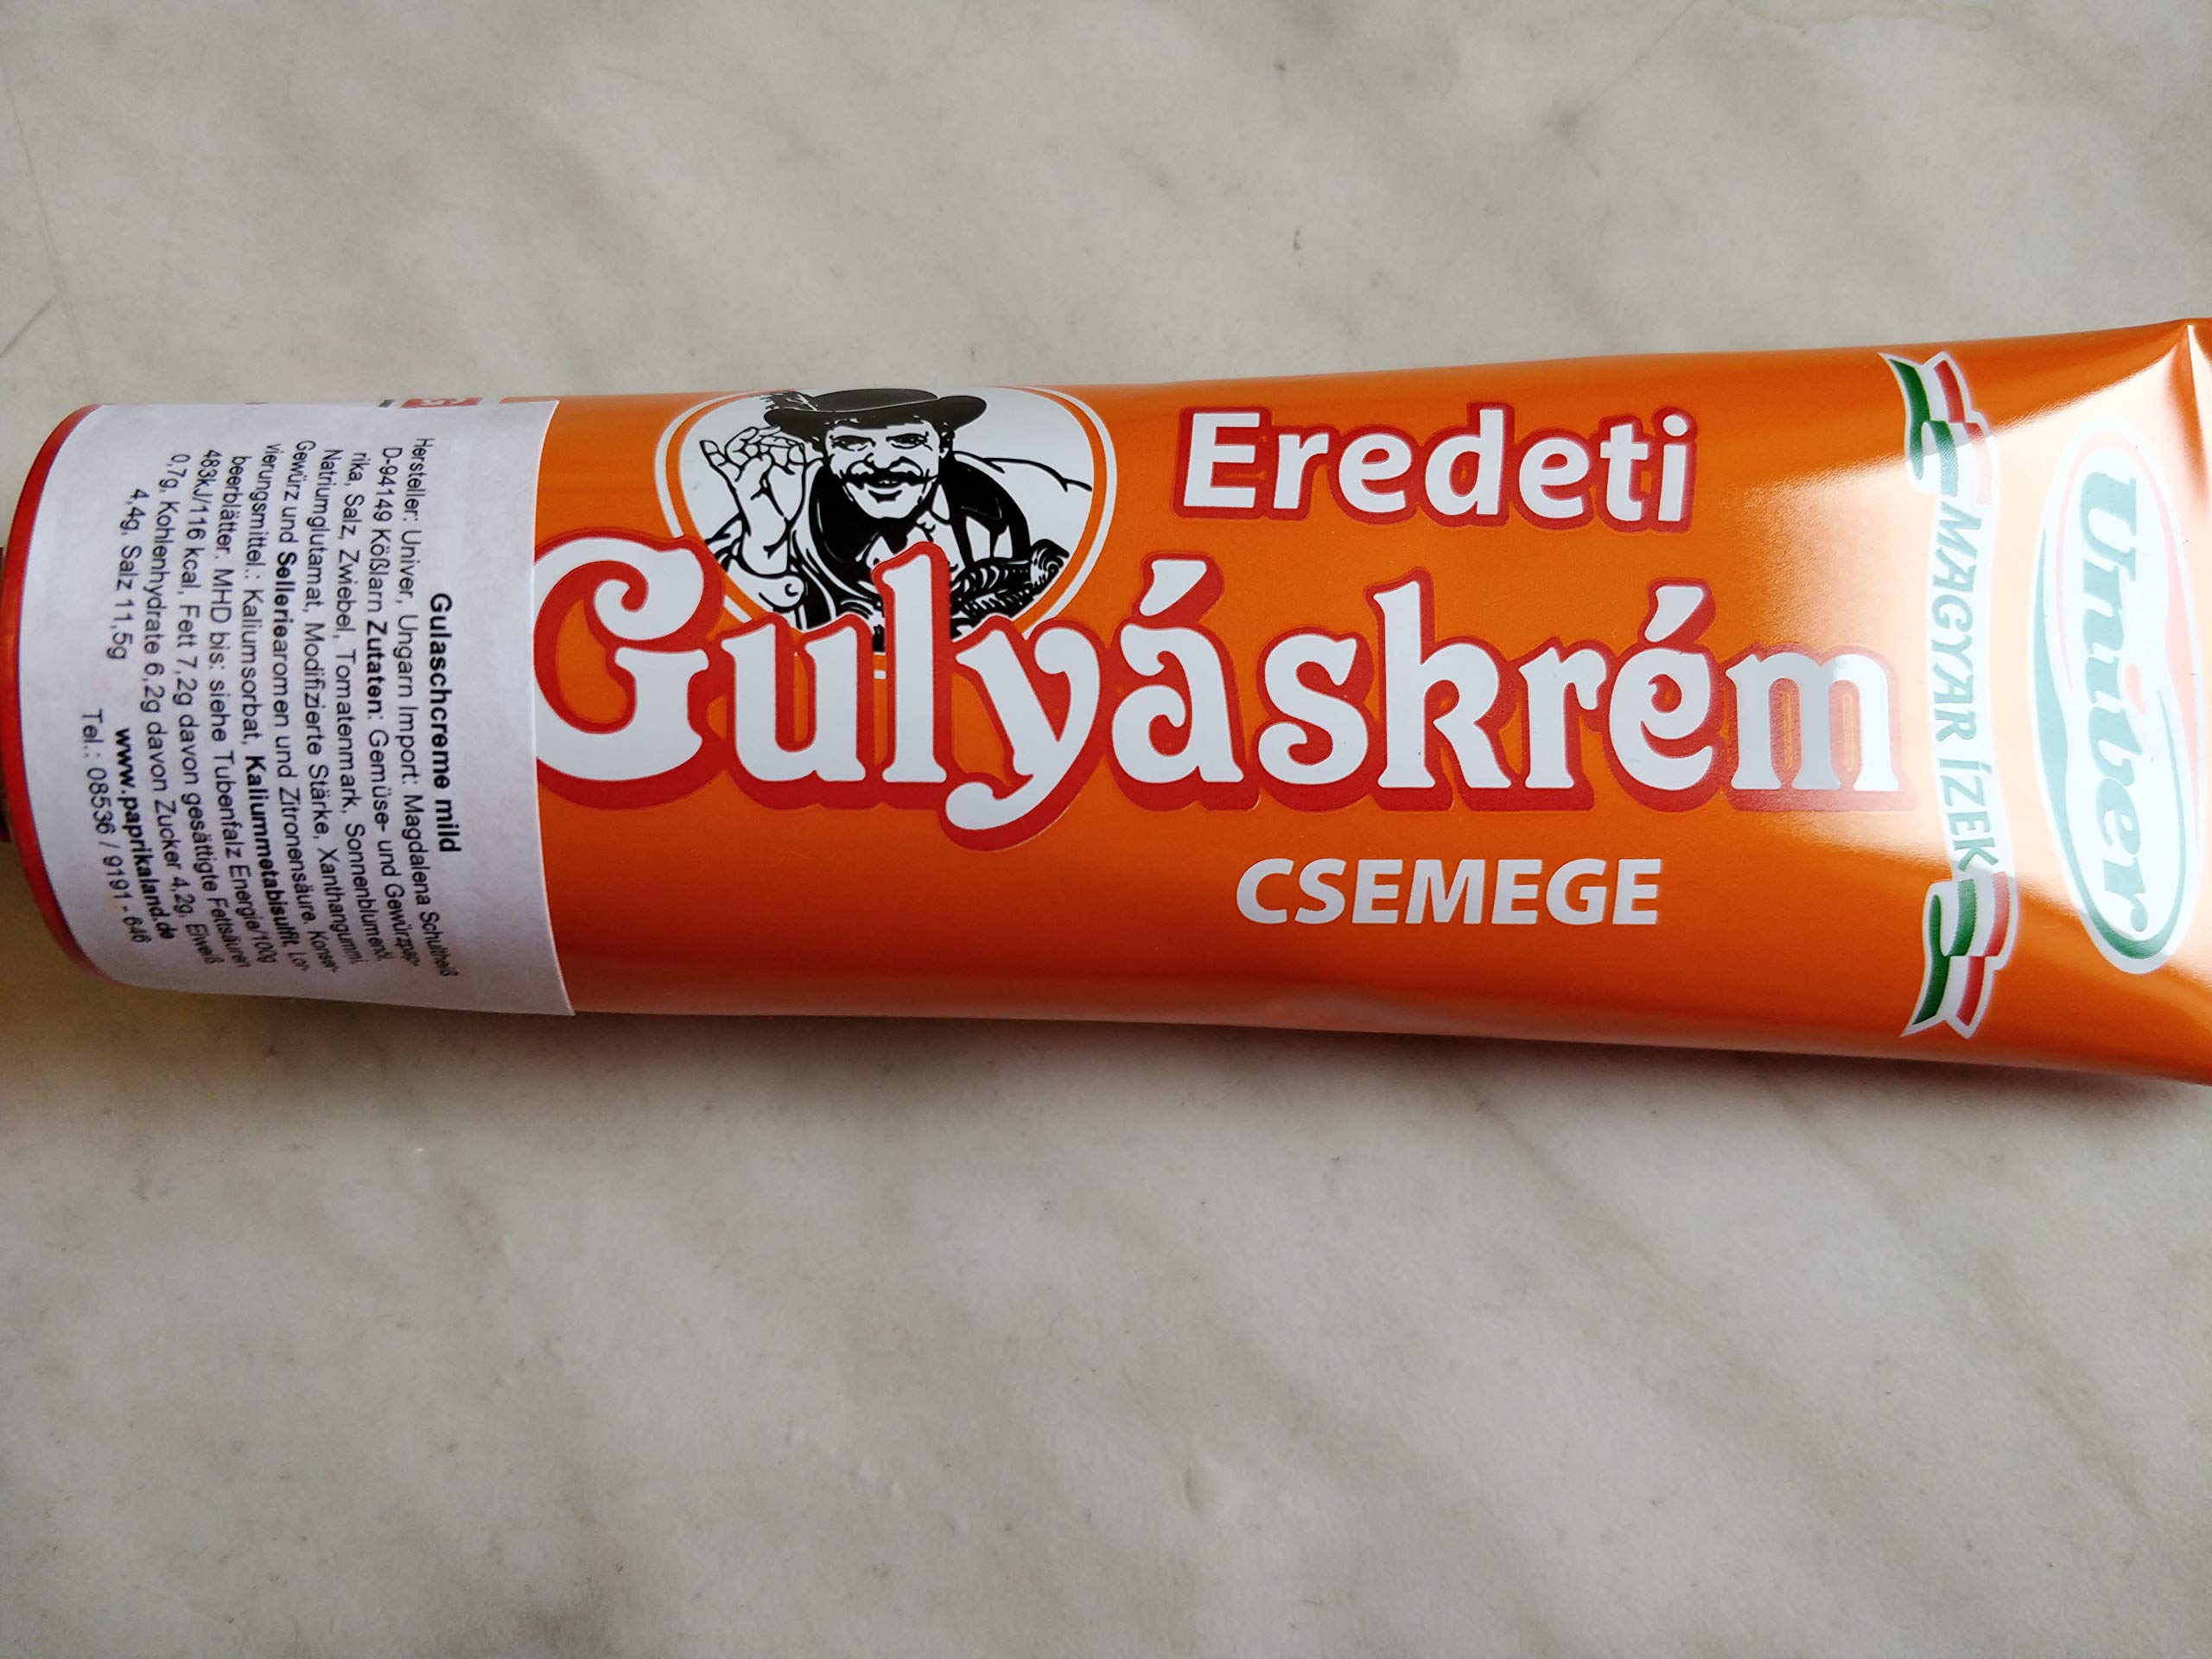 Eredeti
Gulyáskrém
CSEMEGE
MAGYAR ÍZEK
Univer
Gulaschcreme mild
Hersteller: Univer, Ungarn Import: Magdalena Schultheiß
D-94149 Kößlarn Zutaten: Gemüse- und Gewürzpap-
rika, Salz, Zwiebel, Tomatenmark, Sonnenblumenöl,
Natriumglutamat, Modifizierte Stärke, Xanthangummi,
Gewürz und Selleriearomen und Zitronensäure, Konser-
vierungsmittel.: Kaliumsorbat, Kaliummetabisulfit, Lor-
beerblätter. MHD bis: siehe Tubenfalz Energie/100g
483kJ/116 kcal, Fett 7,2g davon gesättigte Fettsäuren
0,7g, Kohlenhydrate 6,2g davon Zucker 4,2g, Eiweiß
4,4g, Salz 11,5g
www.paprikaland.de
Tel.: 08536 / 9191 - 646